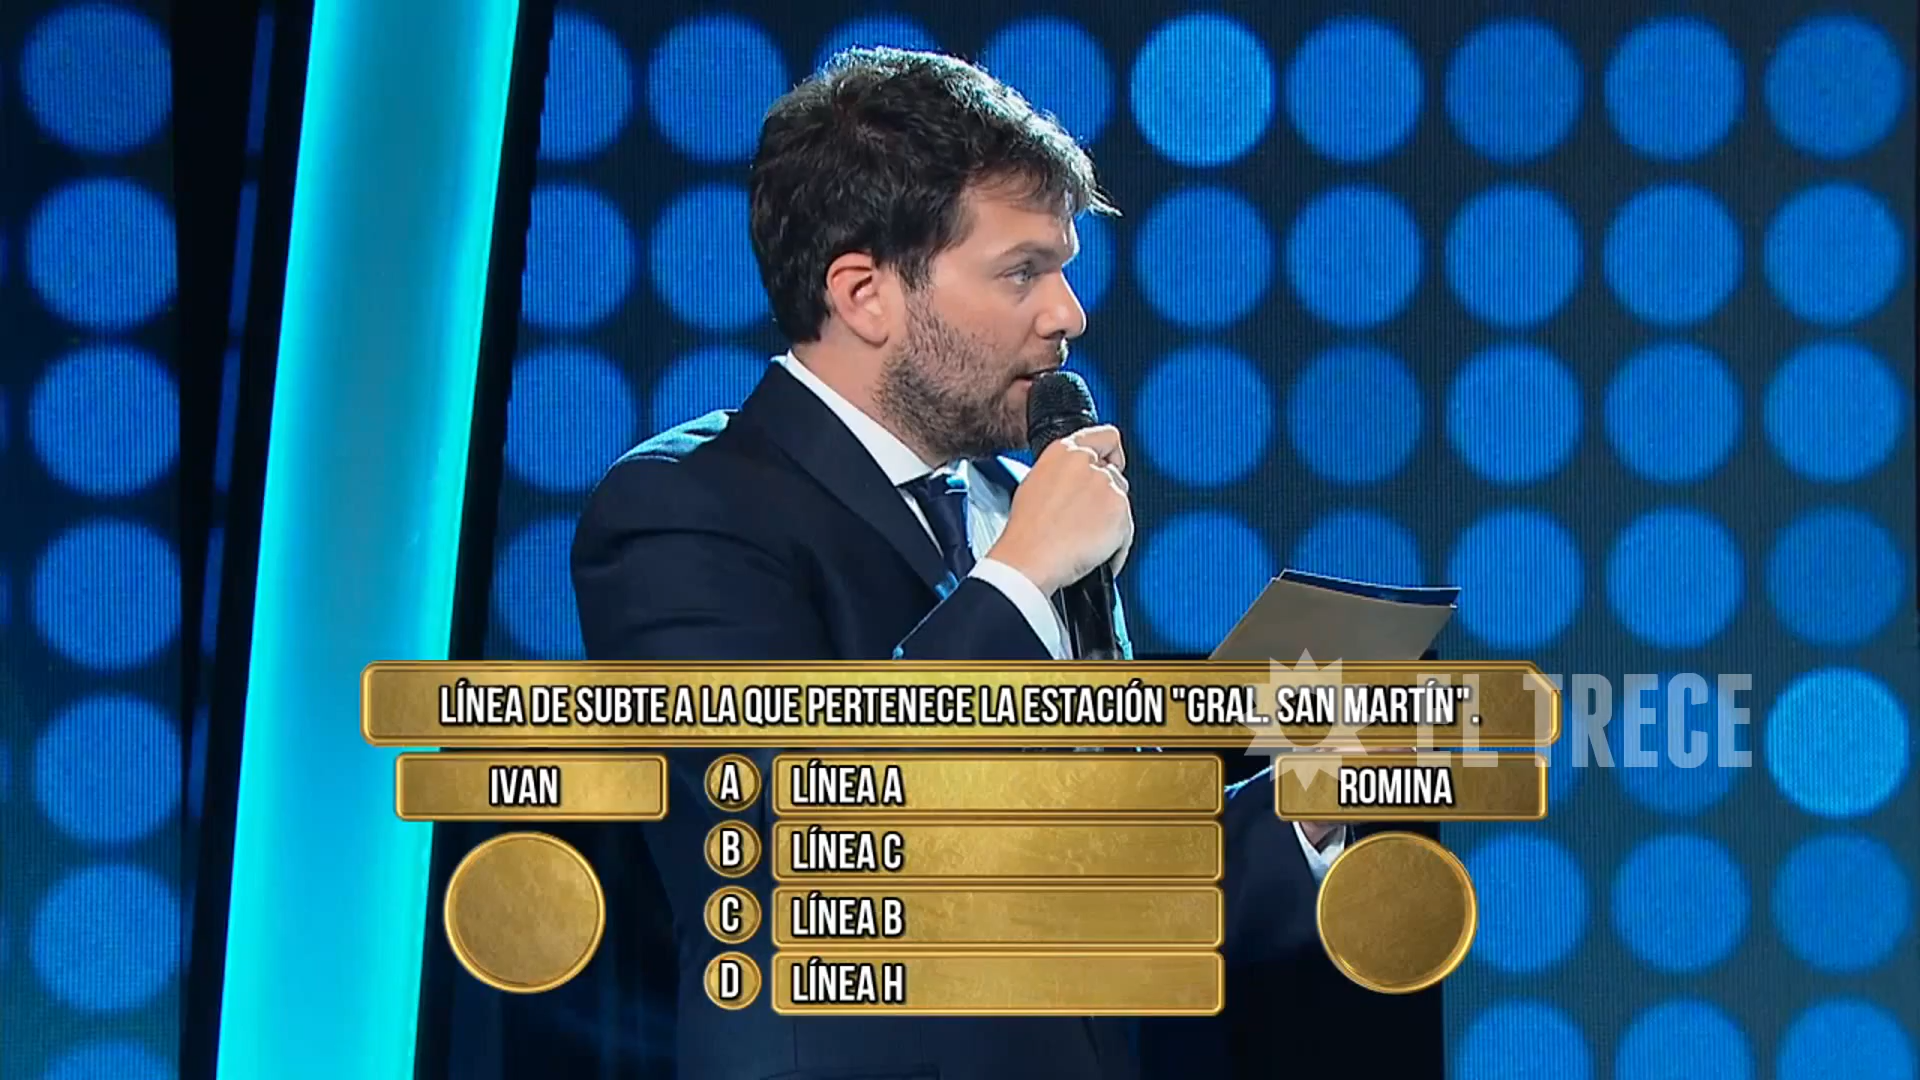 LÍNEA DE SUBTE A LA QUE PERTENECE LA ESTACIÓN "GRAL. SAN MARTÍN".
EL TRECE
IVAN
ROMINA
A LÍNEA A
B LÍNEA C
C LÍNEA B
D LÍNEA H